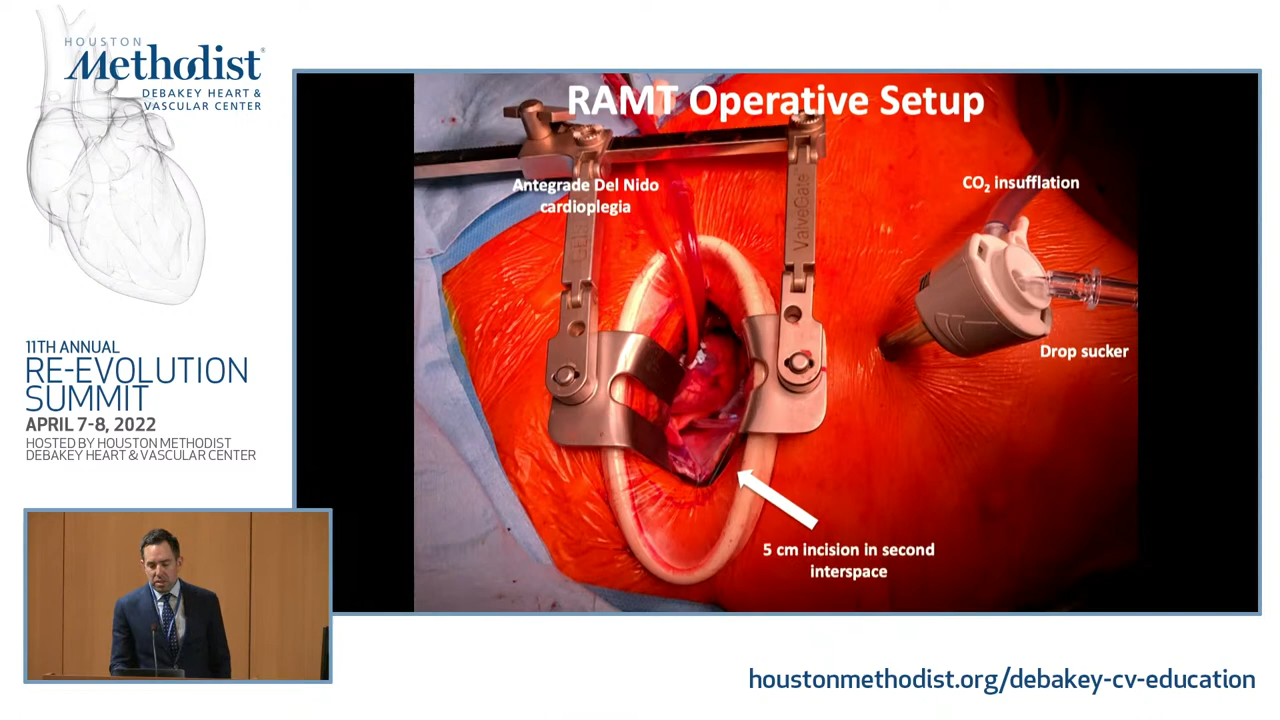 HOUSTON
Methodist®
DEBAKEY HEART &
VASCULAR CENTER
11TH ANNUAL
RE-EVOLUTION
SUMMIT
APRIL 7-8, 2022
HOSTED BY HOUSTON METHODIST
DEBAKEY HEART & VASCULAR CENTER
RAMT Operative Setup
Antegrade Del Nido
cardioplegia
CO₂ insufflation
ValveGate™
Drop sucker
5 cm incision in second
interspace
houstonmethodist.org/debakey-cv-education